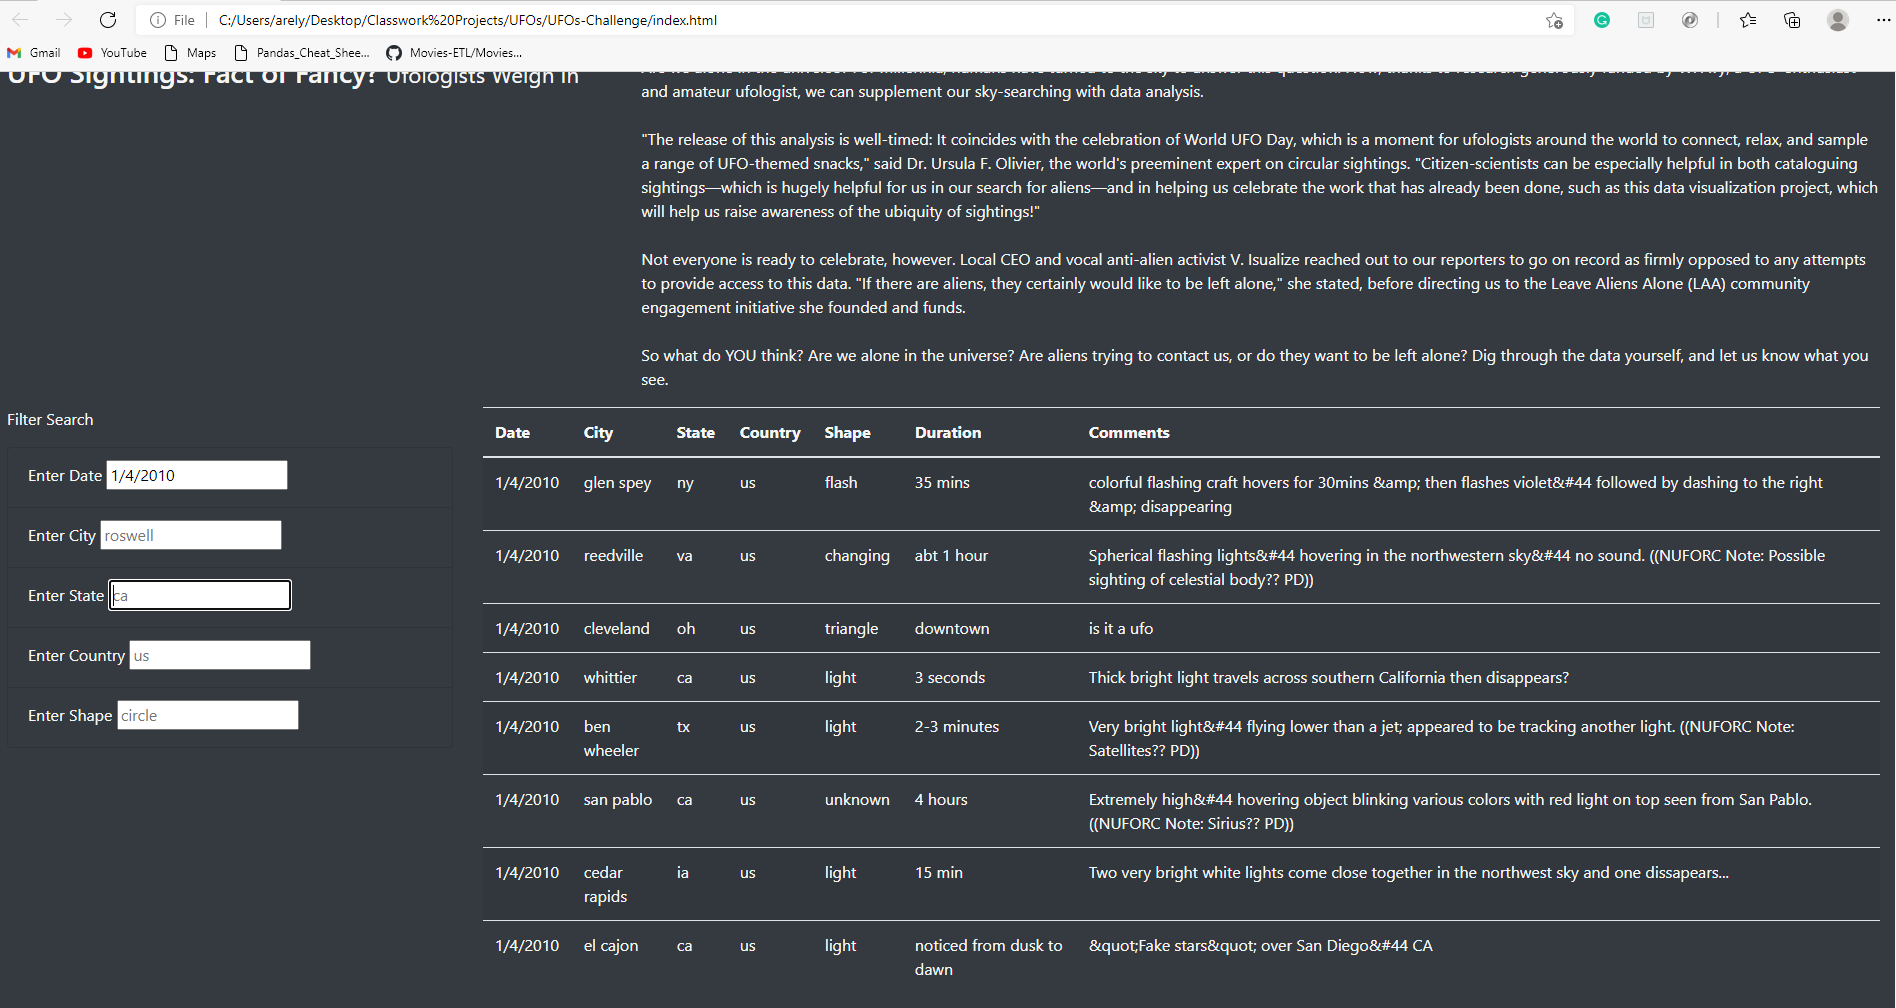 File C:/Users/arely/Desktop/Classwork%20Projects/UFOs/UFOs-Challenge/index.html
Gmail YouTube Maps Pandas_Cheat_Shee... Movies-ETL/Movies...
UFO Sightings: Fact or Fancy? Ufologists Weigh In
and amateur ufologist, we can supplement our sky-searching with data analysis.
"The release of this analysis is well-timed: It coincides with the celebration of World UFO Day, which is a moment for ufologists around the world to connect, relax, and sample
a range of UFO-themed snacks," said Dr. Ursula F. Olivier, the world's preeminent expert on circular sightings. "Citizen-scientists can be especially helpful in both cataloguing
sightings—which is hugely helpful for us in our search for aliens—and in helping us celebrate the work that has already been done, such as this data visualization project, which
will help us raise awareness of the ubiquity of sightings!"
Not everyone is ready to celebrate, however. Local CEO and vocal anti-alien activist V. Isualize reached out to our reporters to go on record as firmly opposed to any attempts
to provide access to this data. "If there are aliens, they certainly would like to be left alone," she stated, before directing us to the Leave Aliens Alone (LAA) community
engagement initiative she founded and funds.
So what do YOU think? Are we alone in the universe? Are aliens trying to contact us, or do they want to be left alone? Dig through the data yourself, and let us know what you
see.
Filter Search
Enter Date 1/4/2010
Enter City roswell
Enter State ca
Enter Country us
Enter Shape circle
Date City State Country Shape Duration Comments
1/4/2010 glen spey ny us flash 35 mins colorful flashing craft hovers for 30mins &amp; then flashes violet&#44 followed by dashing to the right
&amp; disappearing
1/4/2010 reedville va us changing abt 1 hour Spherical flashing lights&#44 hovering in the northwestern sky&#44 no sound. ((NUFORC Note: Possible
sighting of celestial body?? PD))
1/4/2010 cleveland oh us triangle downtown is it a ufo
1/4/2010 whittier ca us light 3 seconds Thick bright light travels across southern California then disappears?
1/4/2010 ben tx us light 2-3 minutes Very bright light&#44 flying lower than a jet; appeared to be tracking another light. ((NUFORC Note:
wheeler Satellites?? PD))
1/4/2010 san pablo ca us unknown 4 hours Extremely high&#44 hovering object blinking various colors with red light on top seen from San Pablo.
((NUFORC Note: Sirius?? PD))
1/4/2010 cedar ia us light 15 min Two very bright white lights come close together in the northwest sky and one dissapears...
rapids
1/4/2010 el cajon ca us light noticed from dusk to &quot;Fake stars&quot; over San Diego&#44 CA
dawn